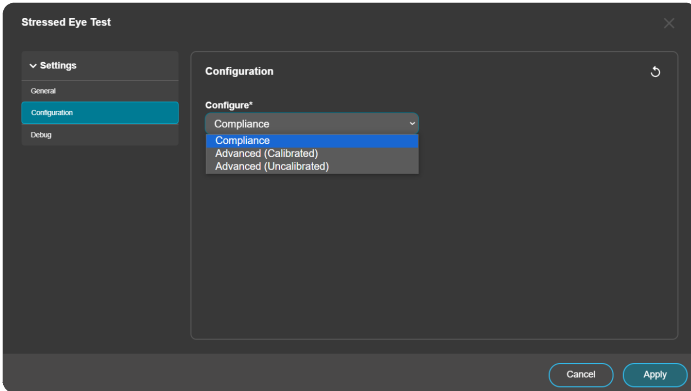 Stressed Eye Test
Settings
General
Configuration
Debug
Configuration
Configure*
Compliance
Compliance
Advanced (Calibrated)
Advanced (Uncalibrated)
Cancel
Apply